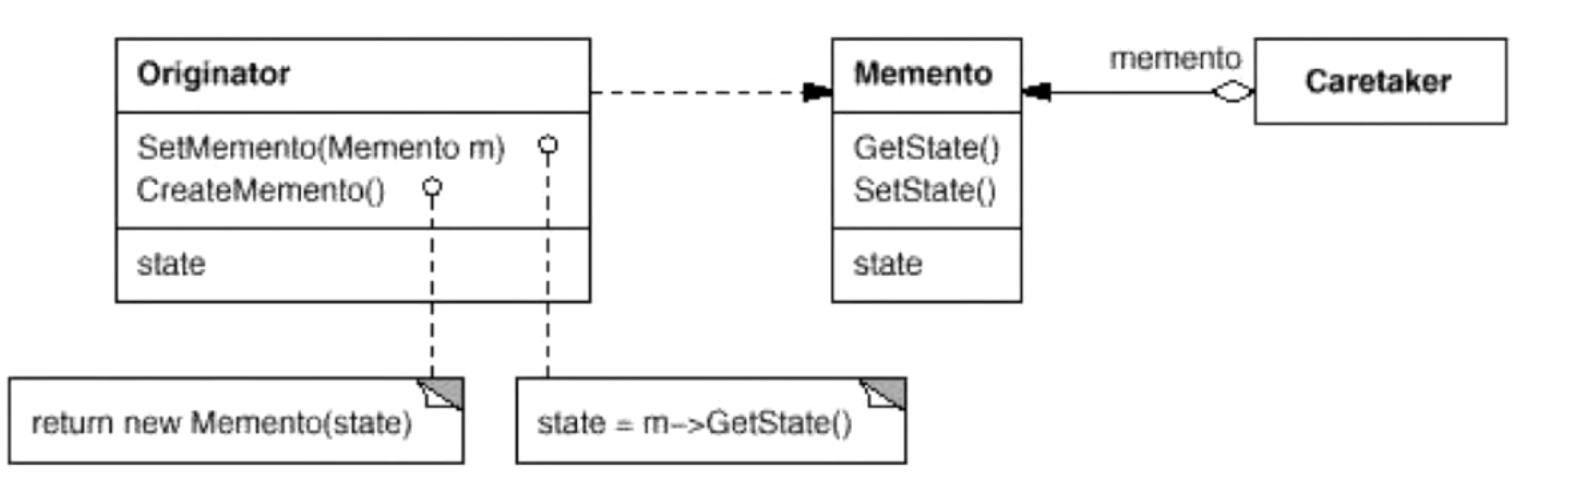 Originator
SetMemento(Memento m)
CreateMemento()
state
return new Memento(state)
state = m->GetState()
Memento
GetState()
SetState()
state
memento
Caretaker